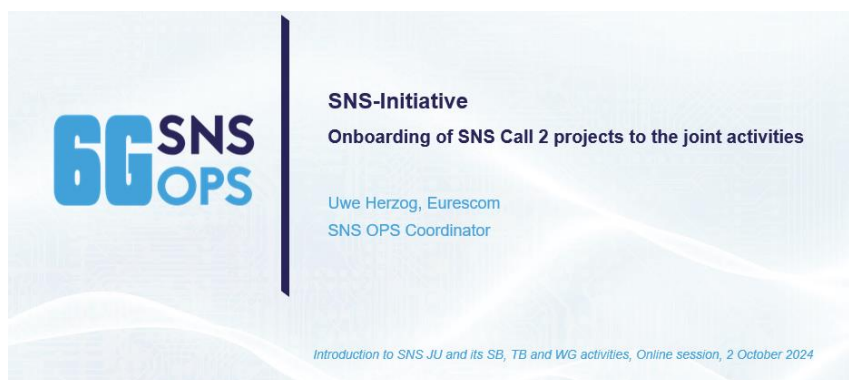 6G SNS
OPS
SNS-Initiative
Onboarding of SNS Call 2 projects to the joint activities
Uwe Herzog, Eurescom
SNS OPS Coordinator
Introduction to SNS JU and its SB, TB and WG activities, Online session, 2 October 2024